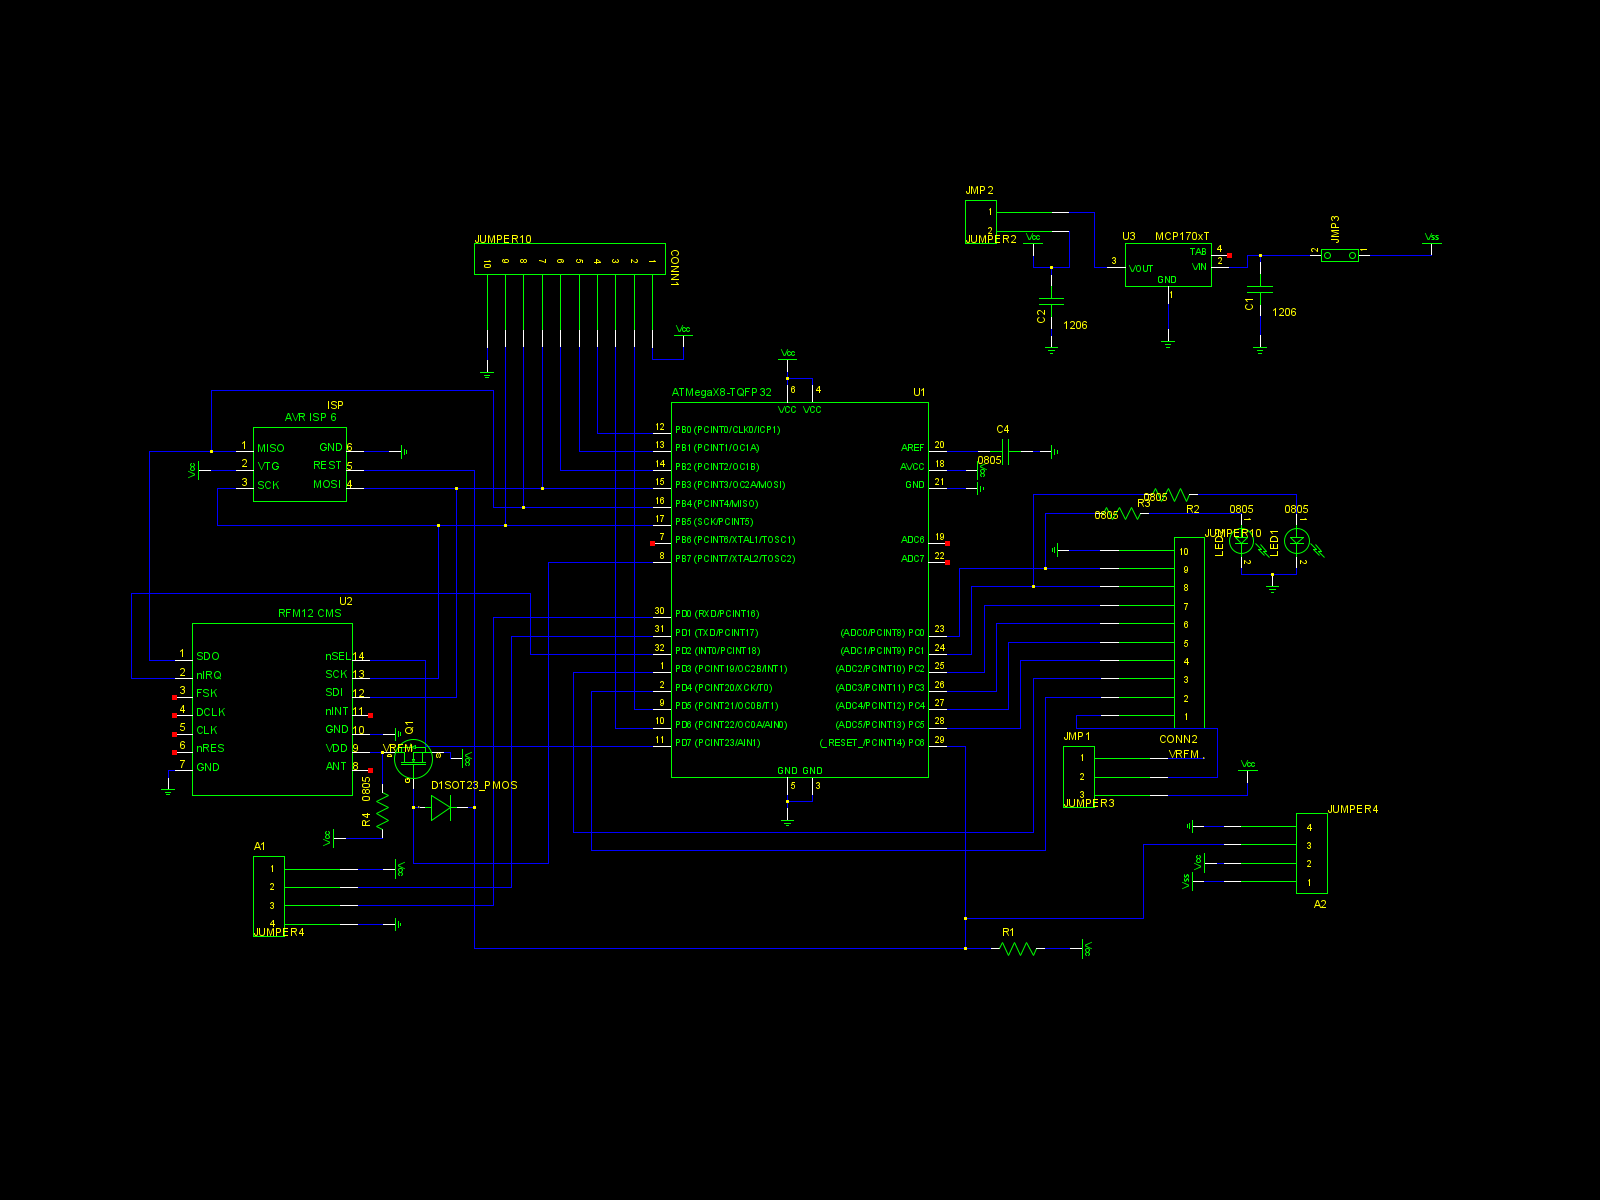 JMP2
1
2
JUMPER2
Vcc
U3 MCP170xT
TAB 4
3 VOUT VIN 2
GND
1
JMP3
2 1
Vss
C2
1206
C1
1206
JUMPER10
10 9 8 7 6 5 4 3 2 1
CONN1
Vcc
Vcc
ATMegaX8-TQFP32 U1
6 4
VCC VCC
12 PB0 (PCINT0/CLK0/ICP1)
13 PB1 (PCINT1/OC1A)
14 PB2 (PCINT2/OC1B)
15 PB3 (PCINT3/OC2A/MOSI)
16 PB4 (PCINT4/MISO)
17 PB5 (SCK/PCINT5)
7 PB6 (PCINT6/XTAL1/TOSC1)
8 PB7 (PCINT7/XTAL2/TOSC2)
30 PD0 (RXD/PCINT16)
31 PD1 (TXD/PCINT17)
32 PD2 (INT0/PCINT18)
1 PD3 (PCINT19/OC2B/INT1)
2 PD4 (PCINT20/XCK/T0)
9 PD5 (PCINT21/OC0B/T1)
10 PD6 (PCINT22/OC0A/AIN0)
11 PD7 (PCINT23/AIN1)
AREF 20
AVCC 18
GND 21
ADC6 19
ADC7 22
(ADC0/PCINT8) PC0 23
(ADC1/PCINT9) PC1 24
(ADC2/PCINT10) PC2 25
(ADC3/PCINT11) PC3 26
(ADC4/PCINT12) PC4 27
(ADC5/PCINT13) PC5 28
(_RESET_/PCINT14) PC6 29
GND GND
5 3
C4
0805
Vcc
ISP
AVR ISP 6
1 MISO GND 6
2 VTG REST 5
3 SCK MOSI 4
Vcc
U2
RFM12 CMS
1 SDO nSEL 14
2 nIRQ SCK 13
3 FSK SDI 12
4 DCLK nINT 11
5 CLK GND 10
6 nRES VDD 9
7 GND ANT 8
Q1
VRFM
D S
G
Vcc
D1 SOT23_PMOS
R4 0805
Vcc
A1
1
2
3
4
JUMPER4
Vcc
0805
R2
0805
R3
0805
0805
LED2
LED1
1 2
1 2
JUMPER10
10
9
8
7
6
5
4
3
2
1
CONN2
JMP1
1
2
3
JUMPER3
VRFM
Vcc
JUMPER4
4
3
2
1
A2
Vcc
Vss
R1
Vcc